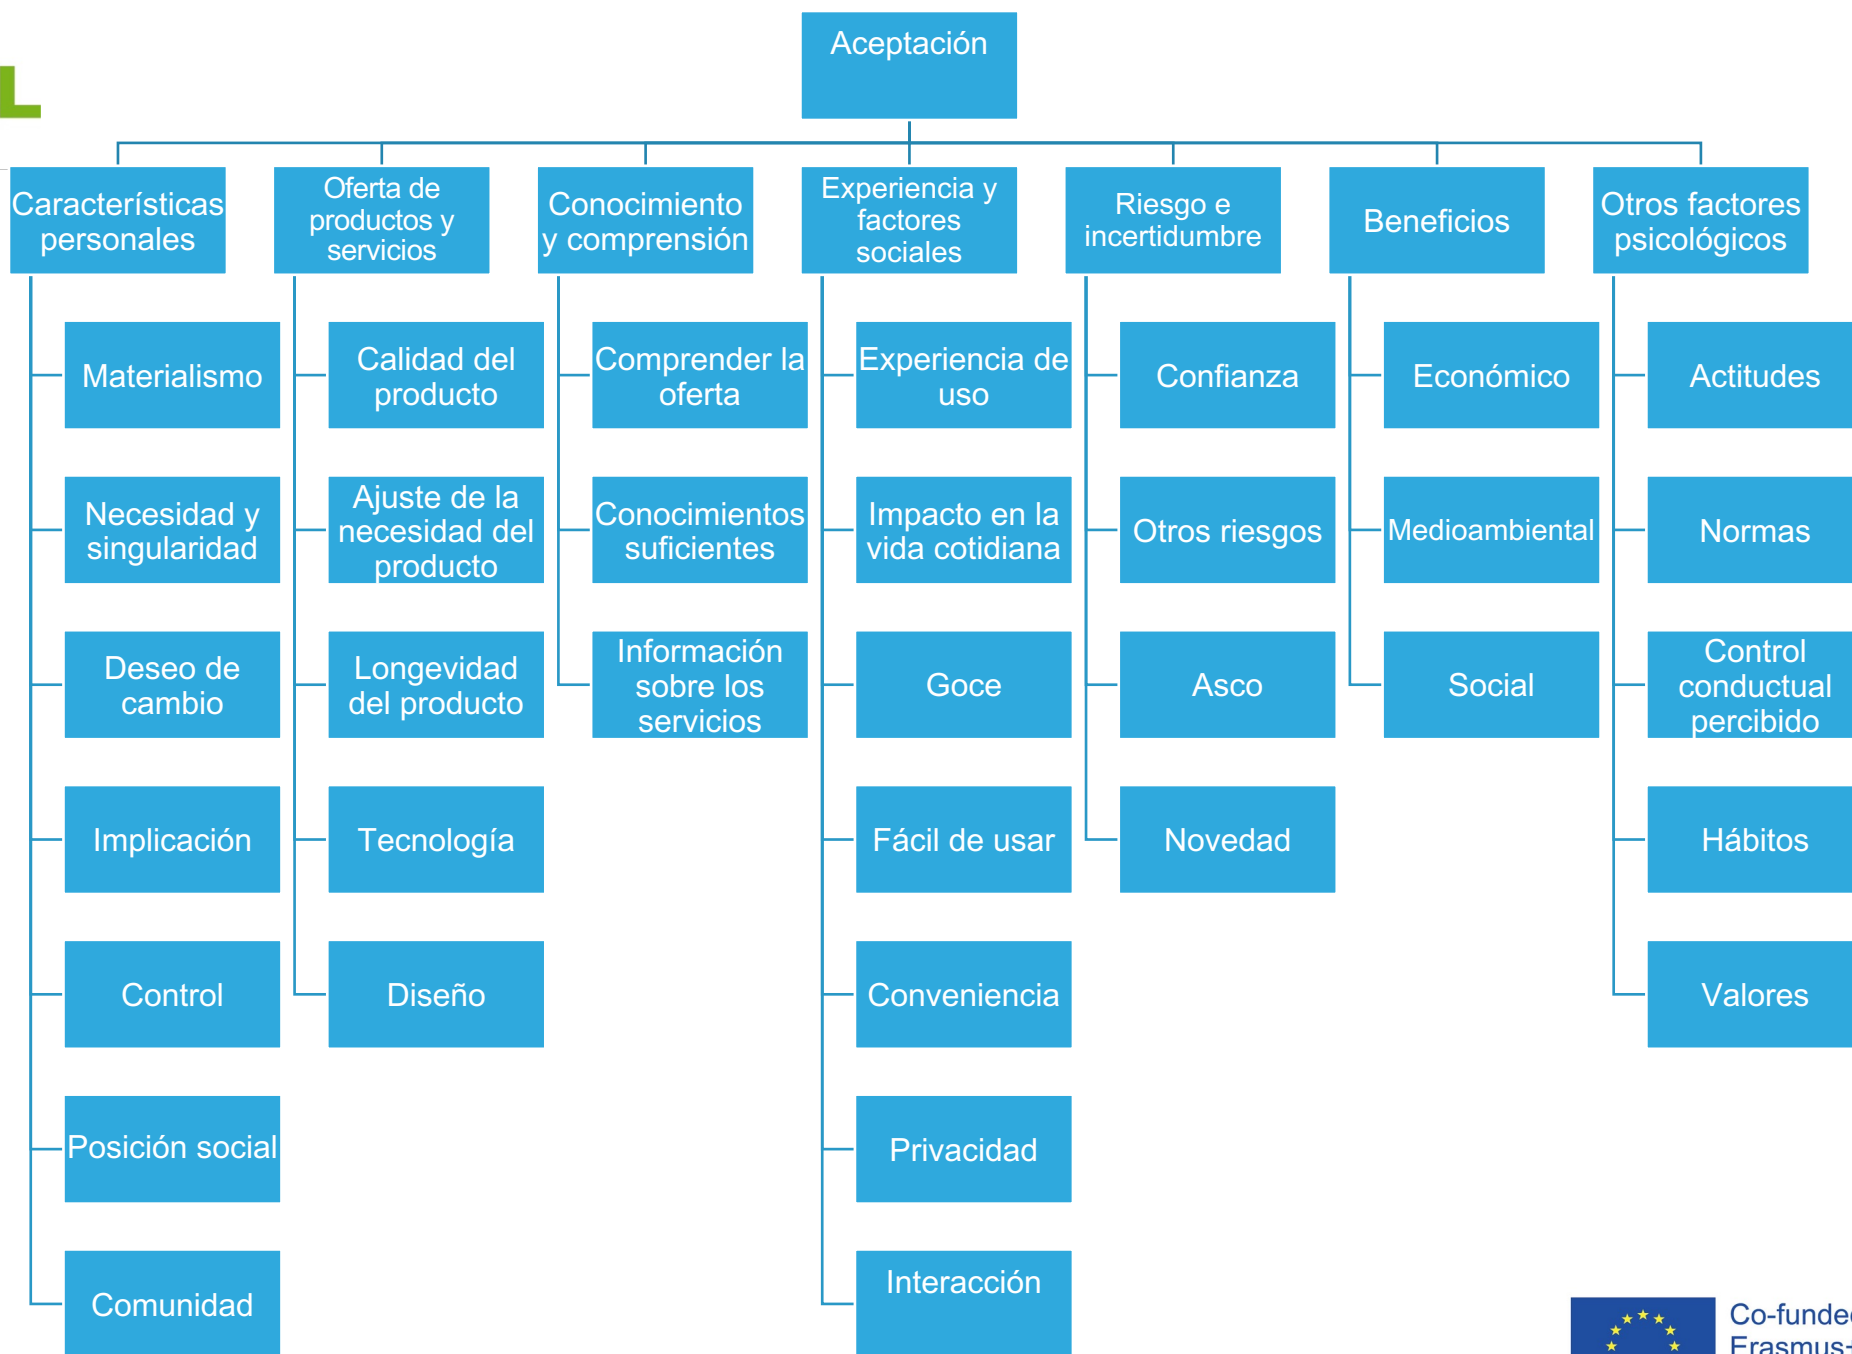 Aceptación
Características
personales
Materialismo
Necesidad y
singularidad
Deseo de
cambio
Implicación
Control
Posición social
Comunidad
Oferta de
productos y
servicios
Calidad del
producto
Ajuste de la
necesidad del
producto
Longevidad
del producto
Tecnología
Diseño
Conocimiento
y comprensión
Comprender la
oferta
Conocimientos
suficientes
Información
sobre los
servicios
Experiencia y
factores
sociales
Experiencia de
uso
Impacto en la
vida cotidiana
Goce
Fácil de usar
Conveniencia
Privacidad
Interacción
Riesgo e
incertidumbre
Confianza
Otros riesgos
Asco
Novedad
Beneficios
Económico
Medioambiental
Social
Otros factores
psicológicos
Actitudes
Normas
Control
conductual
percibido
Hábitos
Valores
Co-funded
Erasmus+